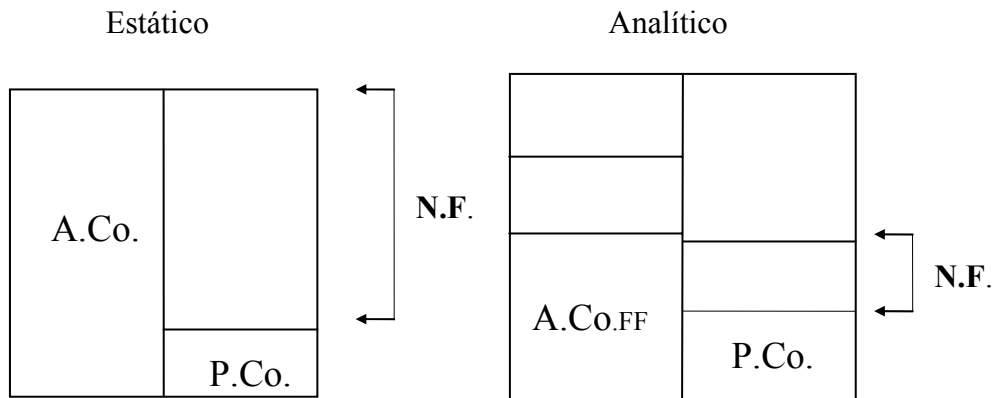 Estático
Analítico
A.Co.
N.F.
P.Co.
A.Co.FF
N.F.
P.Co.